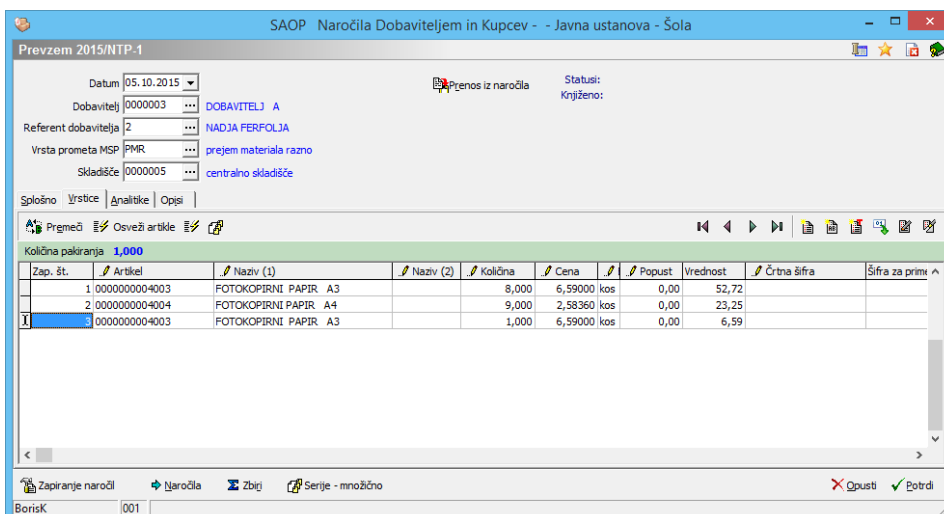 SAOP Naročila Dobaviteljem in Kupcev - - Javna ustanova - Šola
Prevzem 2015/NTP-1
Datum 05.10.2015
Prenos iz naročila
Statusi:
Knjiženo:
Dobavitelj 0000003 ... DOBAVITELJ A
Referent dobavitelja 2 ... NADJA FERFOLJA
Vrsta prometa MSP PMR ... prejem materiala razno
Skladišče 0000005 ... centralno skladišče
Splošno Vrstice Analitike Opisi
Premeči Osveži artikle
Količina pakiranja 1,000
Zap. št. Artikel Naziv (1) Naziv (2) Količina Cena Popust Vrednost Črtna šifra Šifra za prime
1 0000000004003 FOTOKOPIRNI PAPIR A3 8,000 6,59000 kos 0,00 52,72
2 0000000004004 FOTOKOPIRNI PAPIR A4 9,000 2,58360 kos 0,00 23,25
3 0000000004003 FOTOKOPIRNI PAPIR A3 1,000 6,59000 kos 0,00 6,59
Zapiranje naročil Naročila Zbirj Serije - množično Opusti Potrdi
BorisK 001